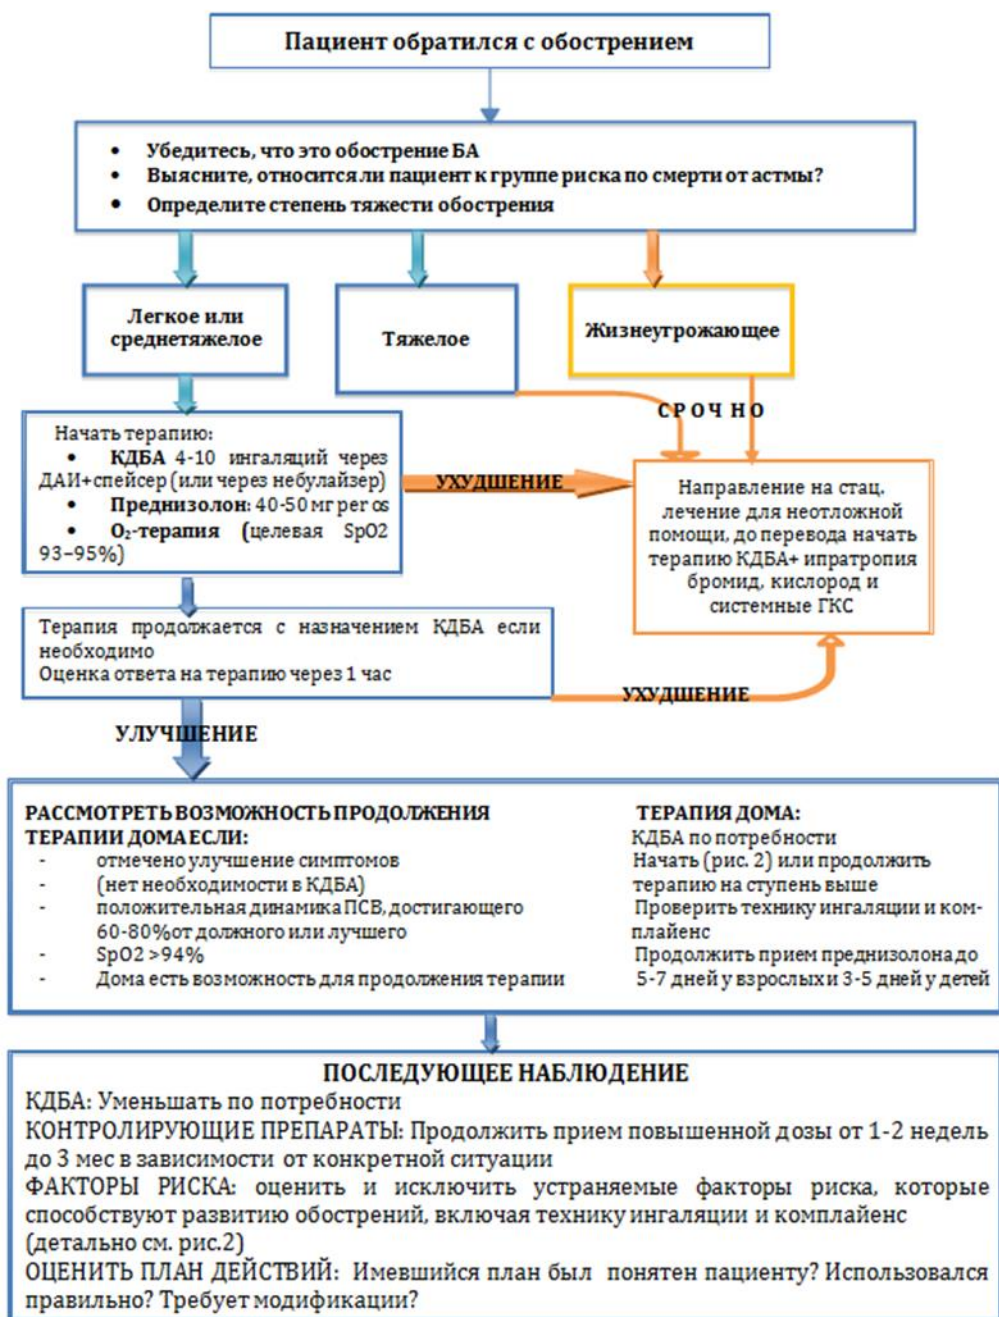 Пациент обратился с обострением
• Убедитесь, что это обострение БА
• Выясните, относится ли пациент к группе риска по смерти от астмы?
• Определите степень тяжести обострения
Легкое или
среднетяжелое
Тяжелое
Жизнеугрожающее
С Р О Ч Н О
Начать терапию:
• КДБА 4-10 ингаляций через
ДАИ+спейсер (или через небулайзер)
• Преднизолон: 40-50 мг per os
• O₂-терапия (целевая SpO2
93–95%)
УХУДШЕНИЕ
Направление на стац.
лечение для неотложной
помощи, до перевода начать
терапию КДБА+ ипратропия
бромид, кислород и
системные ГКС
Терапия продолжается с назначением КДБА если
необходимо
Оценка ответа на терапию через 1 час
УХУДШЕНИЕ
УЛУЧШЕНИЕ
РАССМОТРЕТЬ ВОЗМОЖНОСТЬ ПРОДОЛЖЕНИЯ
ТЕРАПИИ ДОМА ЕСЛИ:
- отмечено улучшение симптомов
- (нет необходимости в КДБА)
- положительная динамика ПСВ, достигающего
60-80% от должного или лучшего
- SpO2 >94%
- Дома есть возможность для продолжения терапии
ТЕРАПИЯ ДОМА:
КДБА по потребности
Начать (рис. 2) или продолжить
терапию на ступень выше
Проверить технику ингаляции и ком-
плайенс
Продолжить прием преднизолона до
5-7 дней у взрослых и 3-5 дней у детей
ПОСЛЕДУЮЩЕЕ НАБЛЮДЕНИЕ
КДБА: Уменьшать по потребности
КОНТРОЛИРУЮЩИЕ ПРЕПАРАТЫ: Продолжить прием повышенной дозы от 1-2 недель
до 3 мес в зависимости от конкретной ситуации
ФАКТОРЫ РИСКА: оценить и исключить устраняемые факторы риска, которые
способствуют развитию обострений, включая технику ингаляции и комплайенс
(детально см. рис.2)
ОЦЕНИТЬ ПЛАН ДЕЙСТВИЙ: Имевшийся план был понятен пациенту? Использовался
правильно? Требует модификации?